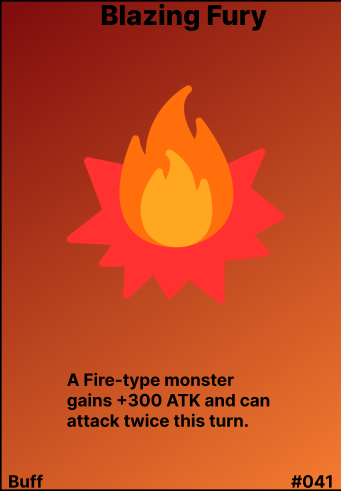 Blazing Fury
A Fire-type monster
gains +300 ATK and can
attack twice this turn.
Buff
#041